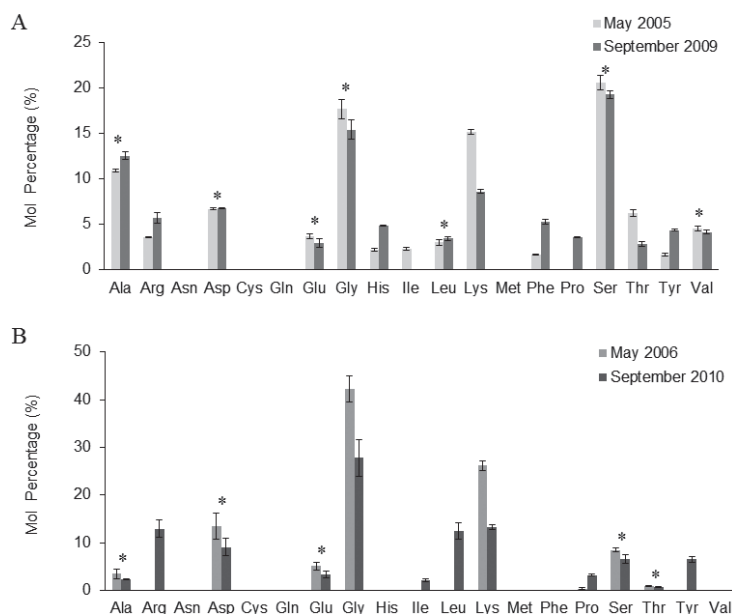 A
May 2005
September 2009
Mol Percentage (%)
25
20
15
10
5
0
* * * * * * *
Ala Arg Asn Asp Cys Gln Glu Gly His Ile Leu Lys Met Phe Pro Ser Thr Tyr Val
B
May 2006
September 2010
Mol Percentage (%)
50
40
30
20
10
0
* * * * *
Ala Arg Asn Asp Cys Gln Glu Gly His Ile Leu Lys Met Phe Pro Ser Thr Tyr Val